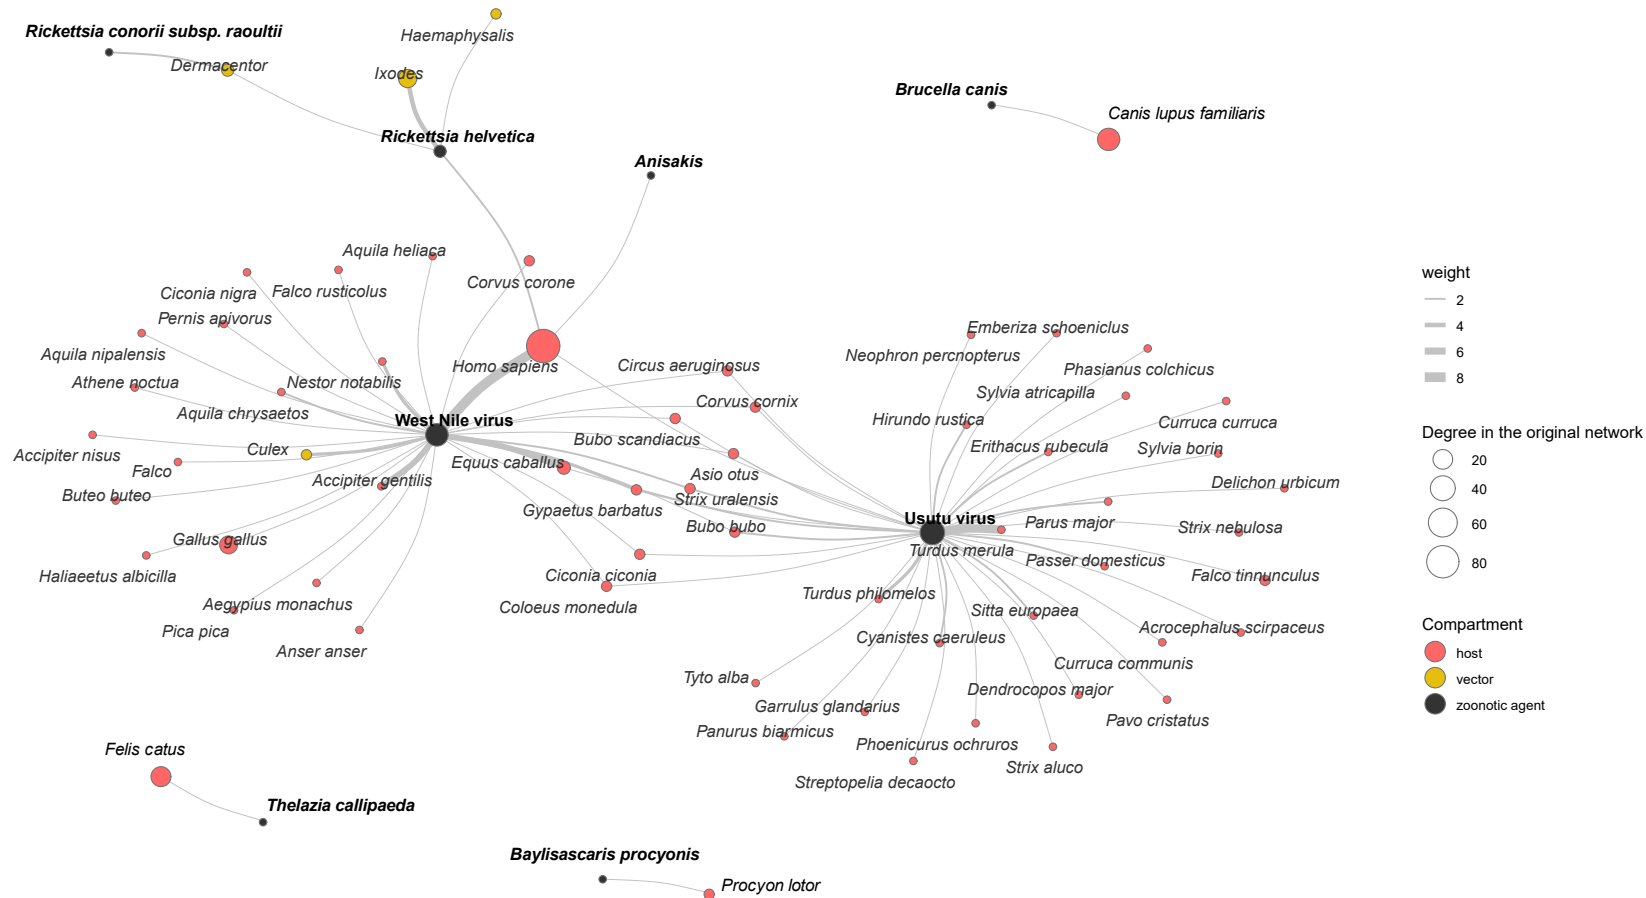 Rickettsia conorii subsp. raoultii
Haemaphysalis
Dermacentor
Ixodes
Brucella canis
Canis lupus familiaris
Rickettsia helvetica
Anisakis
Aquila heliaca
Corvus corone
Ciconia nigra
Falco rusticolus
Pernis apivorus
Aquila nipalensis
Homo sapiens
Circus aeruginosus
Emberiza schoeniclus
Neophron percnopterus
Phasianus colchicus
Athene noctua
Nestor notabilis
Sylvia atricapilla
Corvus cornix
Aquila chrysaetos
West Nile virus
Hirundo rustica
Curruca curruca
Bubo scandiacus
Erithacus rubecula
Sylvia borin
Accipiter nisus
Culex
Falco
Equus caballus
Asio otus
Accipiter gentilis
Delichon urbicum
Buteo buteo
Strix uralensis
Gypaetus barbatus
Usutu virus
Bubo bubo
Parus major
Strix nebulosa
Gallus gallus
Turdus merula
Passer domesticus
Haliaeetus albicilla
Ciconia ciconia
Falco tinnunculus
Aegypius monachus
Coloeus monedula
Turdus philomelos
Sitta europaea
Pica pica
Cyanistes caeruleus
Acrocephalus scirpaceus
Anser anser
Curruca communis
Tyto alba
Dendrocopos major
Garrulus glandarius
Pavo cristatus
Panurus biarmicus
Phoenicurus ochruros
Strix aluco
Streptopelia decaocto
Felis catus
Thelazia callipaeda
Baylisascaris procyonis
Procyon lotor
weight
2
4
6
8
Degree in the original network
20
40
60
80
Compartment
host
vector
zoonotic agent